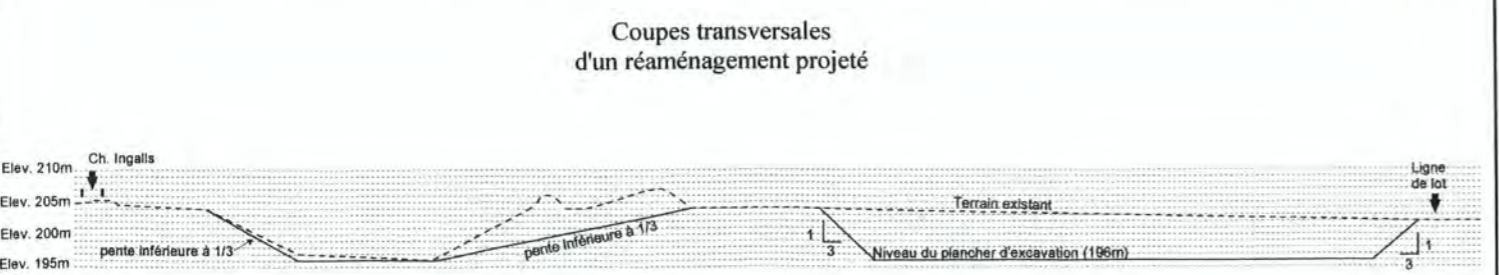 Coupes transversales
d'un réaménagement projeté
Ch. Ingalls
Elev. 210m
Elev. 205m
Elev. 200m
Elev. 195m
pente inférieure à 1/3
pente inférieure à 1/3
1
3
Niveau du plancher d'excavation (196m)
Terrain existant
Ligne
de lot
1
3